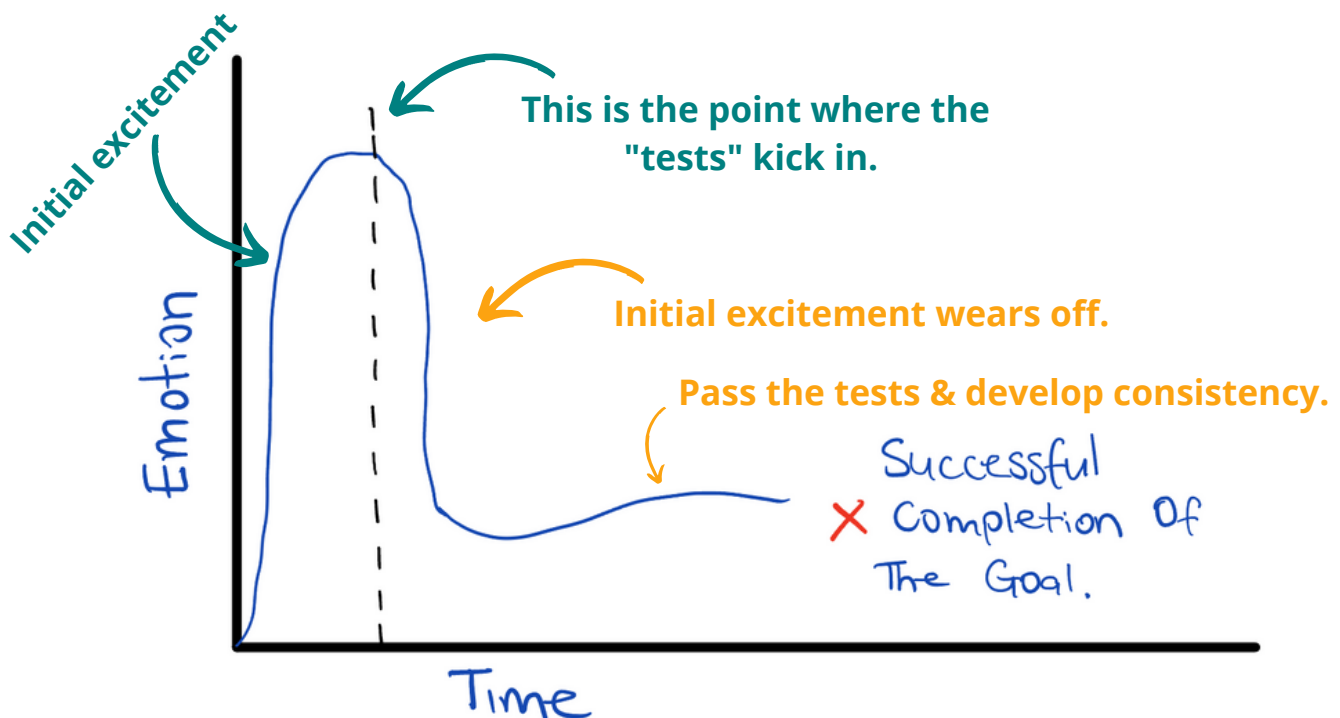 Initial excitement
This is the point where the
"tests" kick in.
Initial excitement wears off.
Pass the tests & develop consistency.
Successful
X Completion Of
The Goal.
Emotion
Time